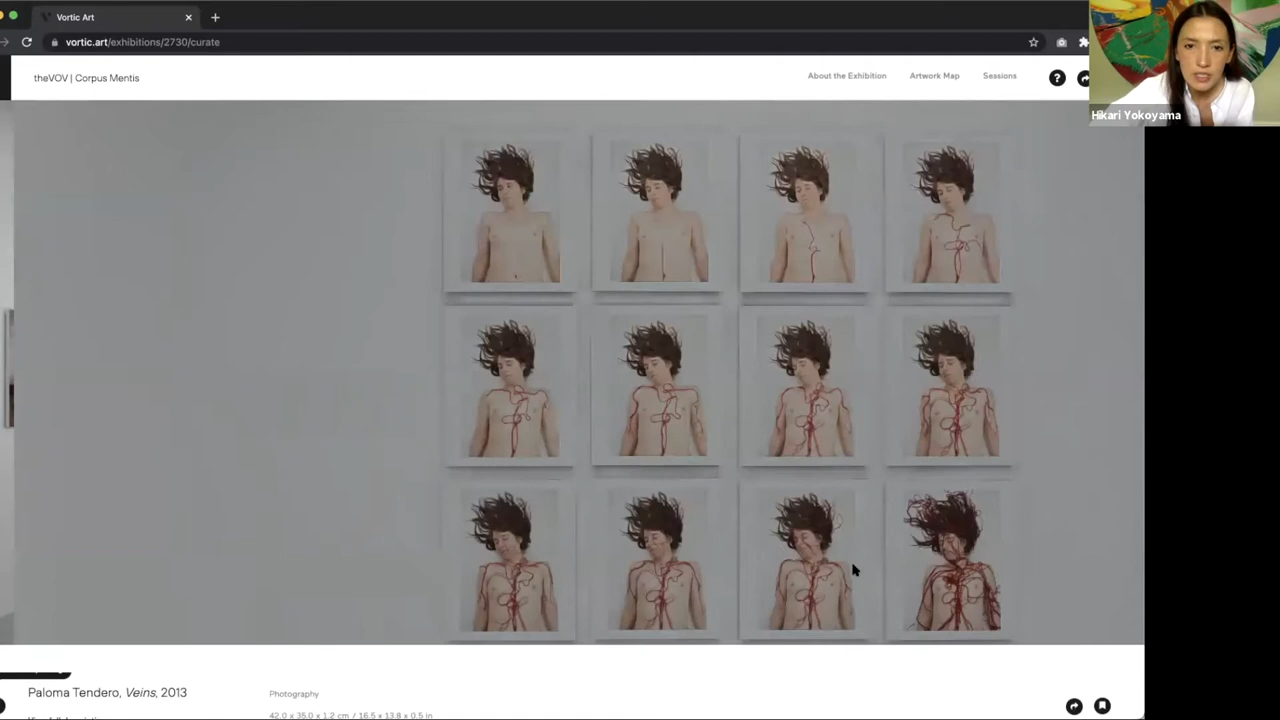 Vortic Art
vortic.art/exhibitions/2730/curate
theVOV | Corpus Mentis
About the Exhibition
Artwork Map
Sessions
?
Hikari Yokoyama
Paloma Tendero, Veins, 2013
Photography
42.0 x 35.0 x 1.2 cm / 16.5 x 13.8 x 0.5 in